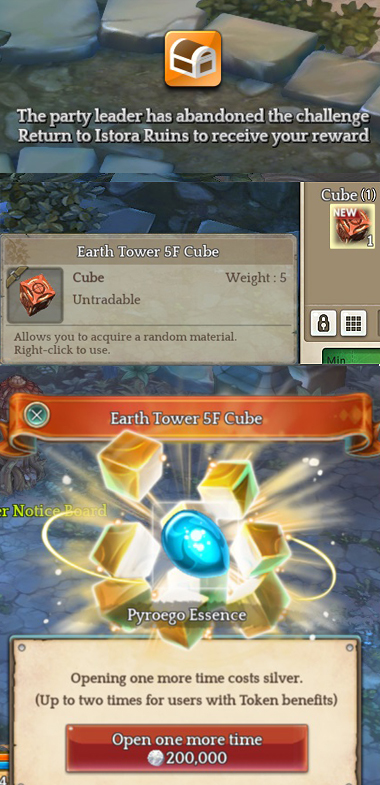 The party leader has abandoned the challenge
Return to Istora Ruins to receive your reward
Cube (1)
NEW
1
Earth Tower 5F Cube
Cube Weight : 5
Untradable
Allows you to acquire a random material.
Right-click to use.
Min
Earth Tower 5F Cube
er Notice Board
Pyroego Essence
Opening one more time costs silver.
(Up to two times for users with Token benefits)
Open one more time
200,000
4